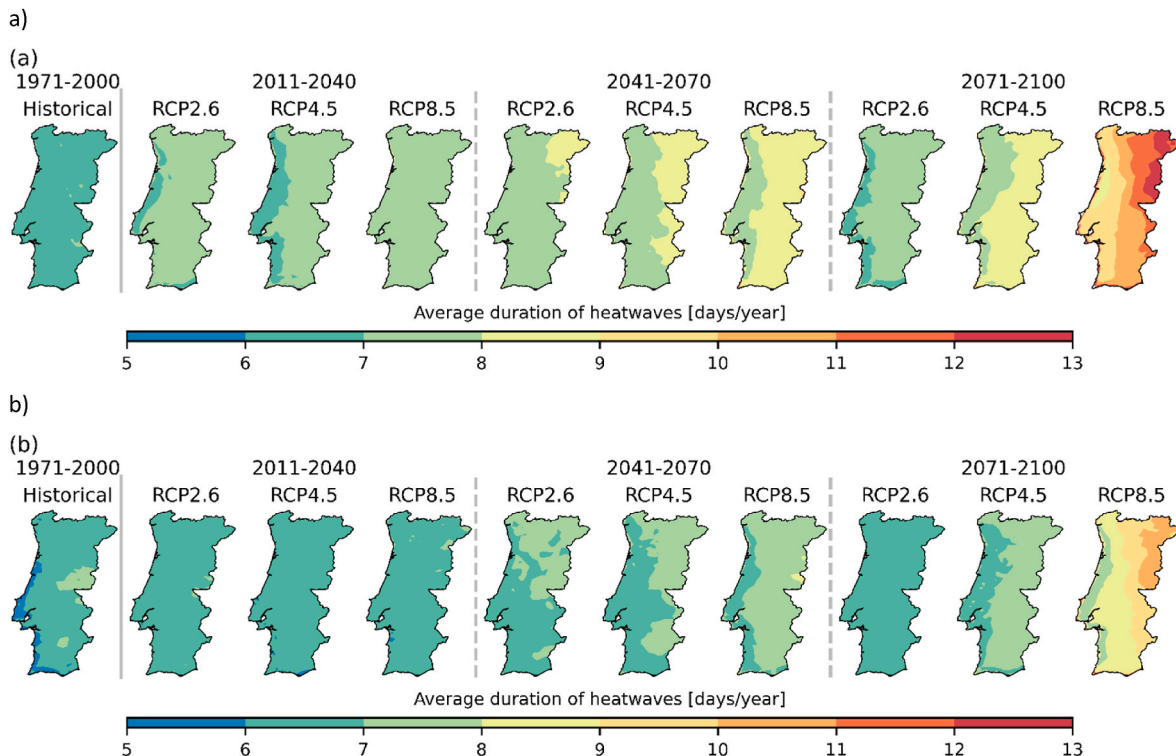 a)
(a)
1971-2000 2011-2040 2041-2070 2071-2100
Historical RCP2.6 RCP4.5 RCP8.5 RCP2.6 RCP4.5 RCP8.5 RCP2.6 RCP4.5 RCP8.5
Average duration of heatwaves [days/year]
5 6 7 8 9 10 11 12 13
b)
(b)
1971-2000 2011-2040 2041-2070 2071-2100
Historical RCP2.6 RCP4.5 RCP8.5 RCP2.6 RCP4.5 RCP8.5 RCP2.6 RCP4.5 RCP8.5
Average duration of heatwaves [days/year]
5 6 7 8 9 10 11 12 13